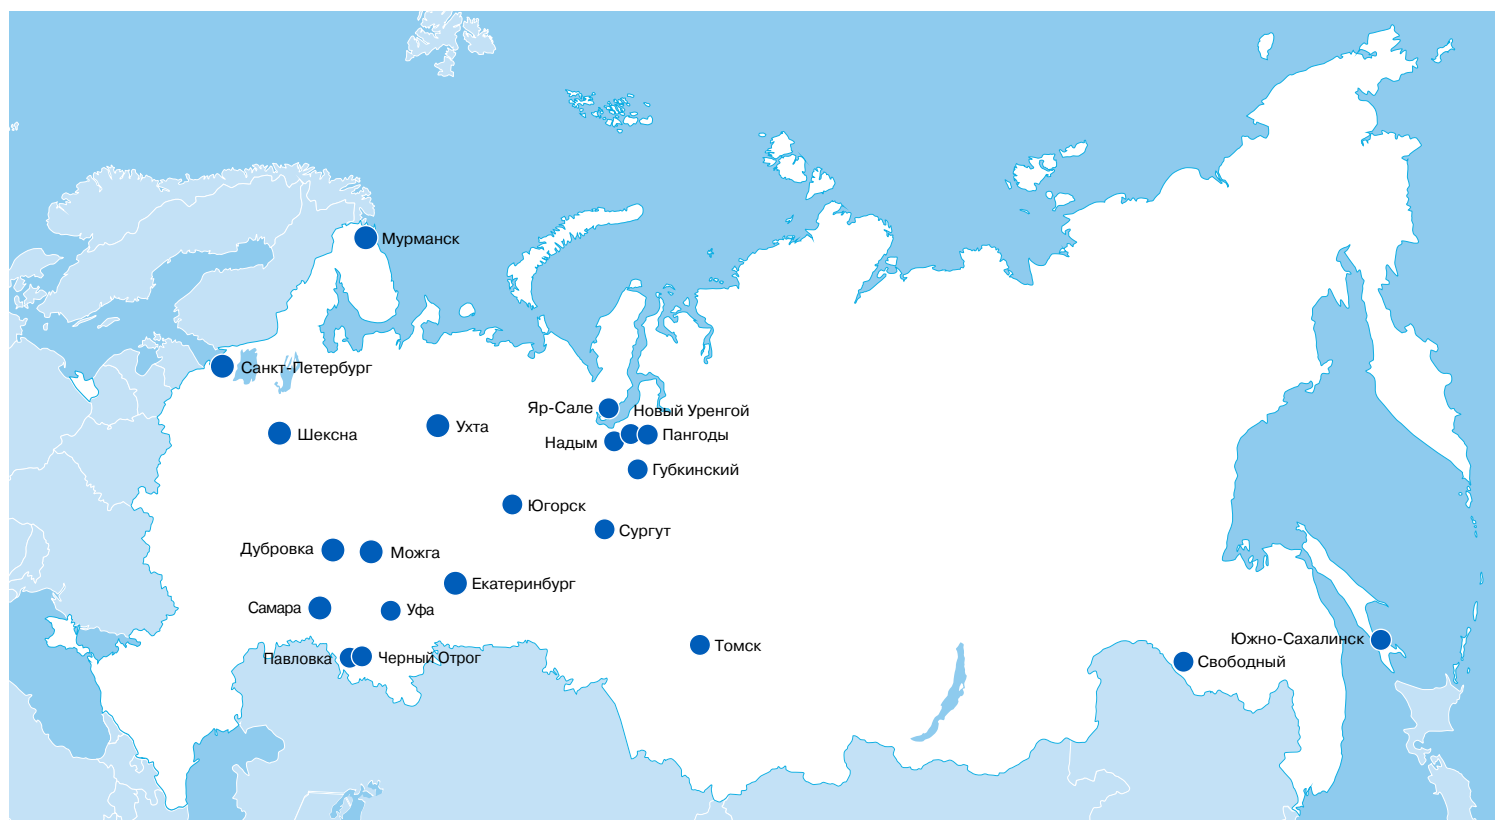 Мурманск
Санкт-Петербург
Яр-Сале
Новый Уренгой
Ухта
Шексна
Надым
Пангоды
Губкинский
Югорск
Сургут
Дубровка
Можга
Екатеринбург
Самара
Уфа
Южно-Сахалинск
Томск
Павловка
Черный Отрог
Свободный